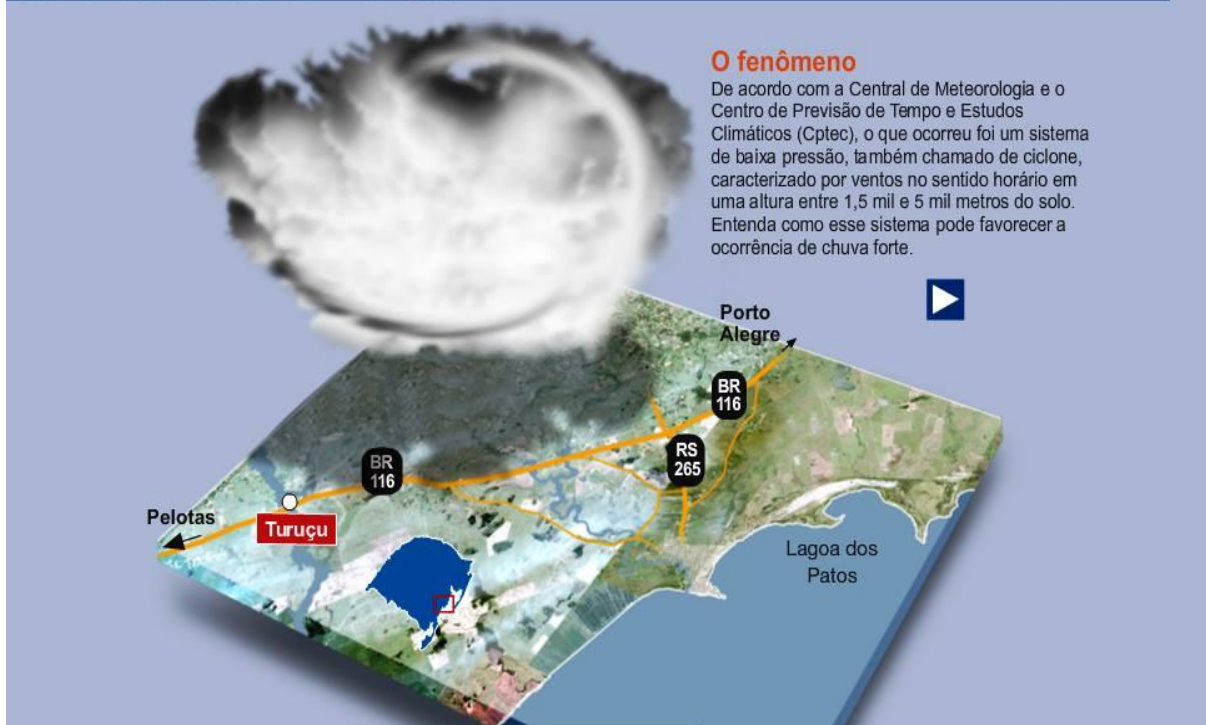 O fenômeno
De acordo com a Central de Meteorologia e o
Centro de Previsão de Tempo e Estudos
Climáticos (Cptec), o que ocorreu foi um sistema
de baixa pressão, também chamado de ciclone,
caracterizado por ventos no sentido horário em
uma altura entre 1,5 mil e 5 mil metros do solo.
Entenda como esse sistema pode favorecer a
ocorrência de chuva forte.
Porto
Alegre
BR
116
RS
265
BR
116
Pelotas
Turuçu
Lagoa dos
Patos